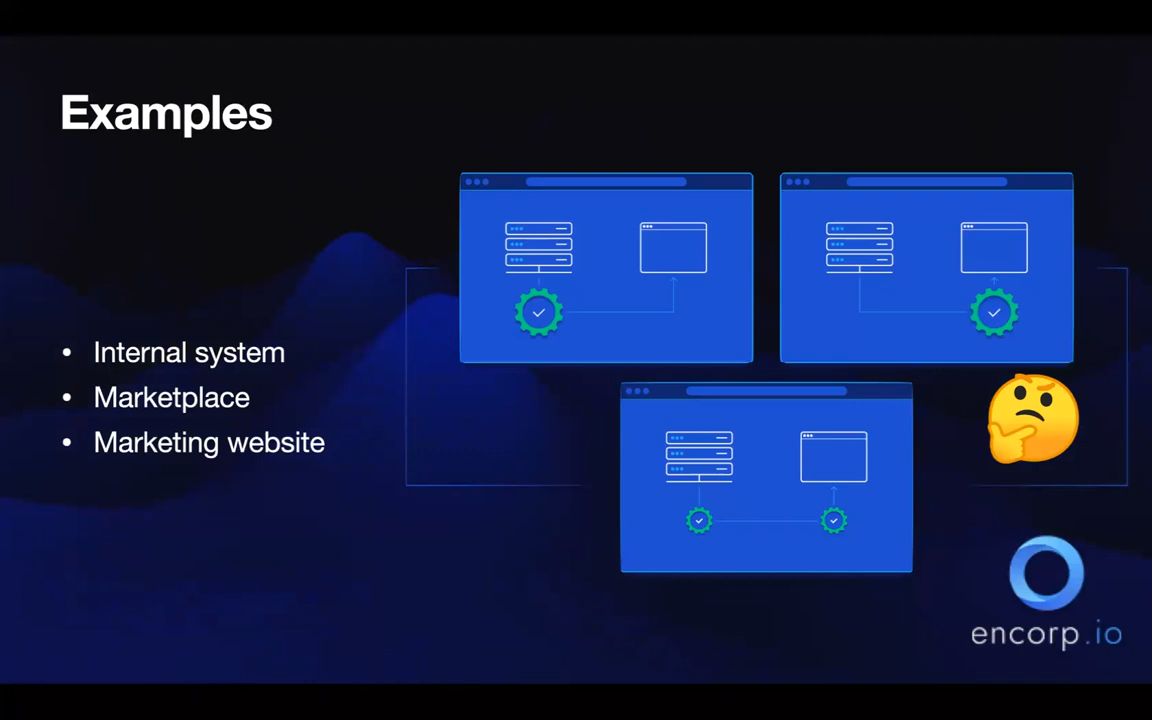 Examples
• Internal system
• Marketplace
• Marketing website
encorp.io